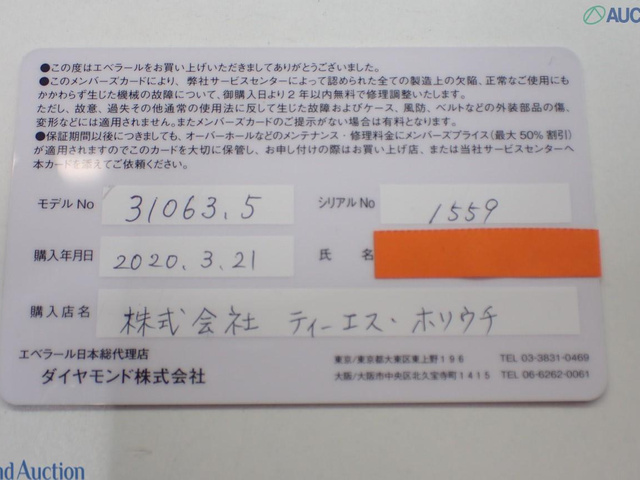 AUC
●この度はエベラールをお買い上げいただきましてありがとうございました。
●このメンバーズカードにより、弊社サービスセンターによって認められた全ての製造上の欠陥、正常なご使用にも
かかわらず生じた機械の故障について、御購入日より2年以内無料で修理調整いたします。
ただし、故意、過失その他通常の使用法に反して生じた故障およびケース、風防、ベルトなどの外装部品の傷、
変形などには適用されません。またメンバーズカードのご提示がない場合は有料となります。
●保証期間以後につきましても、オーバーホールなどのメンテナンス・修理料金にメンバーズプライス(最大50%割引)
が適用されますのでこのカードを大切に保管し、お申し付けの際はお買い上げ店、または当社サービスセンターへ
本カードを添えてご依頼ください。
モデルNo 31063.5 シリアルNo 1559
購入年月日 2020.3.21 氏 名
購入店名 株式会社 ティーエス・ホリウチ
エベラール日本総代理店
ダイヤモンド株式会社
東京/東京都大東区東上野196 TEL 03-3831-0469
大阪/大阪市中央区北久宝寺町1415 TEL 06-6262-0061
nd Auction